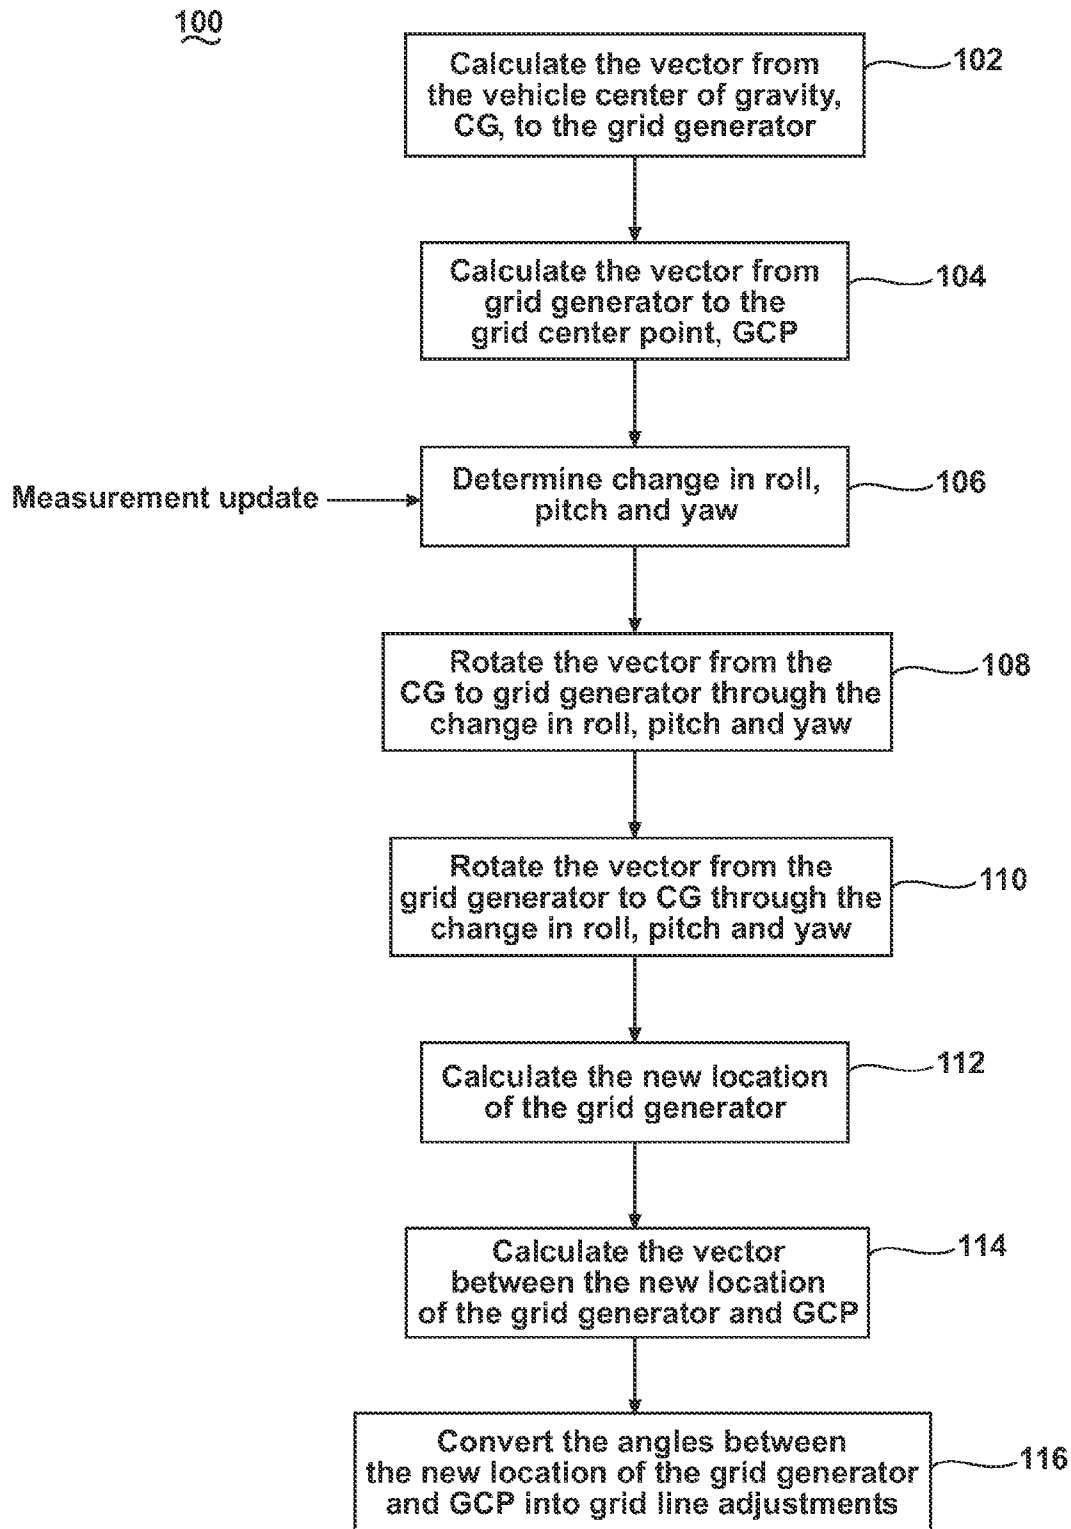 100
Calculate the vector from
the vehicle center of gravity,
CG, to the grid generator
102
Calculate the vector from
grid generator to the
grid center point, GCP
104
Measurement update
Determine change in roll,
pitch and yaw
106
Rotate the vector from the
CG to grid generator through the
change in roll, pitch and yaw
108
Rotate the vector from the
grid generator to CG through the
change in roll, pitch and yaw
110
Calculate the new location
of the grid generator
112
Calculate the vector
between the new location
of the grid generator and GCP
114
Convert the angles between
the new location of the grid generator
and GCP into grid line adjustments
116